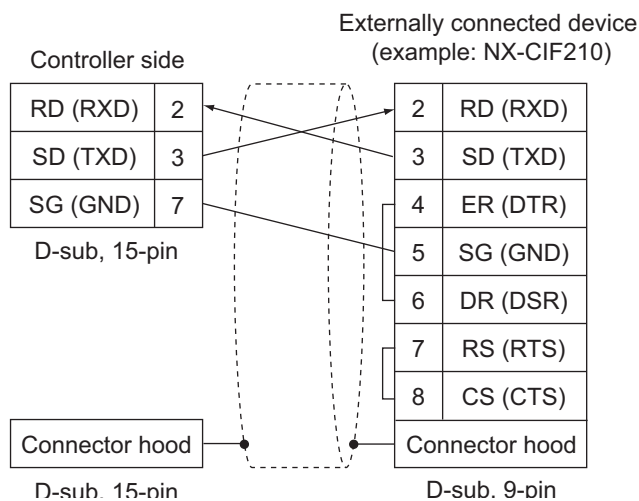 Externally connected device
(example: NX-CIF210)
Controller side
RD (RXD) 2
SD (TXD) 3
SG (GND) 7
D-sub, 15-pin
2 RD (RXD)
3 SD (TXD)
4 ER (DTR)
5 SG (GND)
6 DR (DSR)
7 RS (RTS)
8 CS (CTS)
Connector hood
Connector hood
D-sub, 15-pin
D-sub, 9-pin